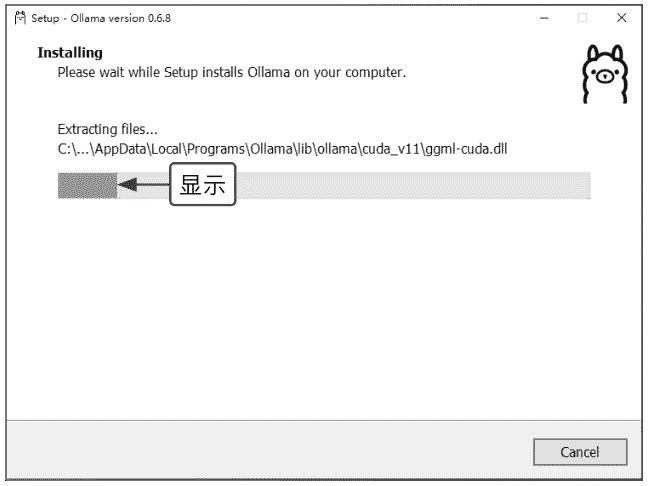 Setup - Ollama version 0.6.8
Installing
Please wait while Setup installs Ollama on your computer.
Extracting files...
C:\...\AppData\Local\Programs\Ollama\lib\ollama\cuda_v11\ggml-cuda.dll
显示
Cancel